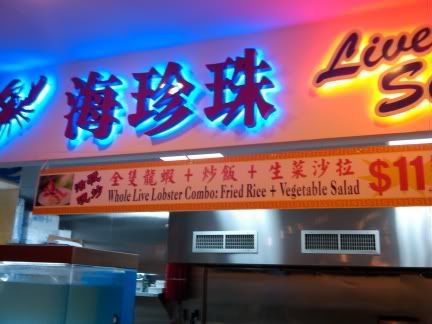 海珍珠
Live
全隻龍蝦 + 炒飯 + 生菜沙拉
Whole Live Lobster Combo: Fried Rice + Vegetable Salad
$11